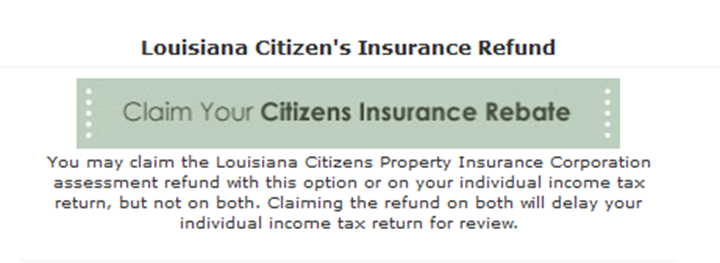 Louisiana Citizen's Insurance Refund
Claim Your Citizens Insurance Rebate
You may claim the Louisiana Citizens Property Insurance Corporation
assessment refund with this option or on your individual income tax
return, but not on both. Claiming the refund on both will delay your
individual income tax return for review.